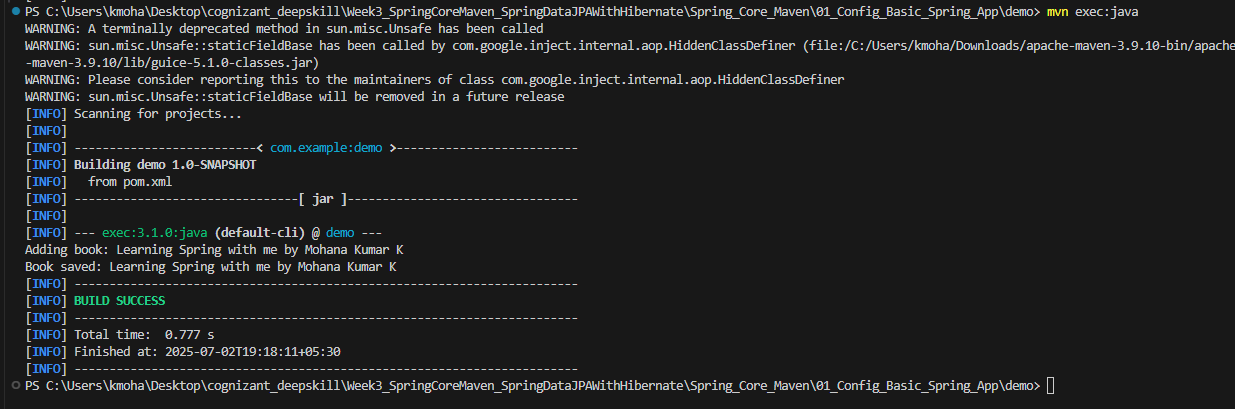 PS C:\Users\kmoha\Desktop\cognizant_deepskill\Week3_SpringCoreMaven_SpringDataJPAWithHibernate\Spring_Core_Maven\01_Config_Basic_Spring_App\demo> mvn exec:java
WARNING: A terminally deprecated method in sun.misc.Unsafe has been called
WARNING: sun.misc.Unsafe::staticFieldBase has been called by com.google.inject.internal.aop.HiddenClassDefiner (file:/C:/Users/kmoha/Downloads/apache-maven-3.9.10-bin/apache
-maven-3.9.10/lib/guice-5.1.0-classes.jar)
WARNING: Please consider reporting this to the maintainers of class com.google.inject.internal.aop.HiddenClassDefiner
WARNING: sun.misc.Unsafe::staticFieldBase will be removed in a future release
[INFO] Scanning for projects...
[INFO]
[INFO] --------------------------< com.example:demo >--------------------------
[INFO] Building demo 1.0-SNAPSHOT
[INFO]   from pom.xml
[INFO] --------------------------------[ jar ]---------------------------------
[INFO]
[INFO] --- exec:3.1.0:java (default-cli) @ demo ---
Adding book: Learning Spring with me by Mohana Kumar K
Book saved: Learning Spring with me by Mohana Kumar K
[INFO] ------------------------------------------------------------------------
[INFO] BUILD SUCCESS
[INFO] ------------------------------------------------------------------------
[INFO] Total time:  0.777 s
[INFO] Finished at: 2025-07-02T19:18:11+05:30
[INFO] ------------------------------------------------------------------------
PS C:\Users\kmoha\Desktop\cognizant_deepskill\Week3_SpringCoreMaven_SpringDataJPAWithHibernate\Spring_Core_Maven\01_Config_Basic_Spring_App\demo>